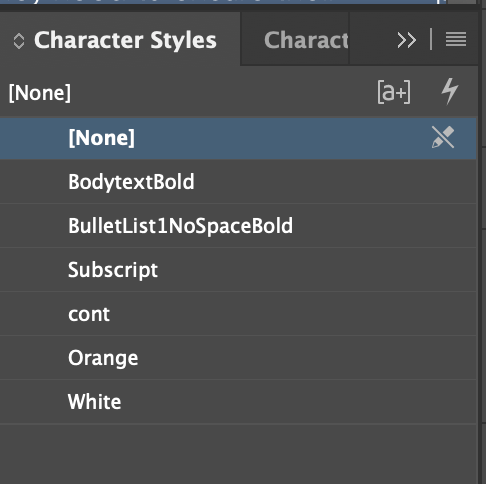 Character Styles Charact
[None] [a+]
[None]
BodytextBold
BulletList1NoSpaceBold
Subscript
cont
Orange
White